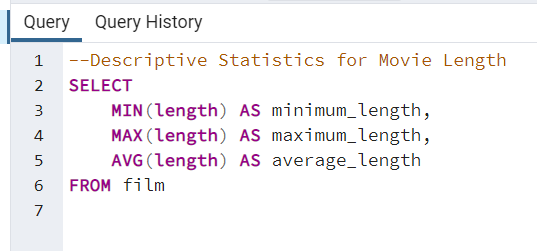 Query Query History
1 --Descriptive Statistics for Movie Length
2 SELECT
3 MIN(length) AS minimum_length,
4 MAX(length) AS maximum_length,
5 AVG(length) AS average_length
6 FROM film
7